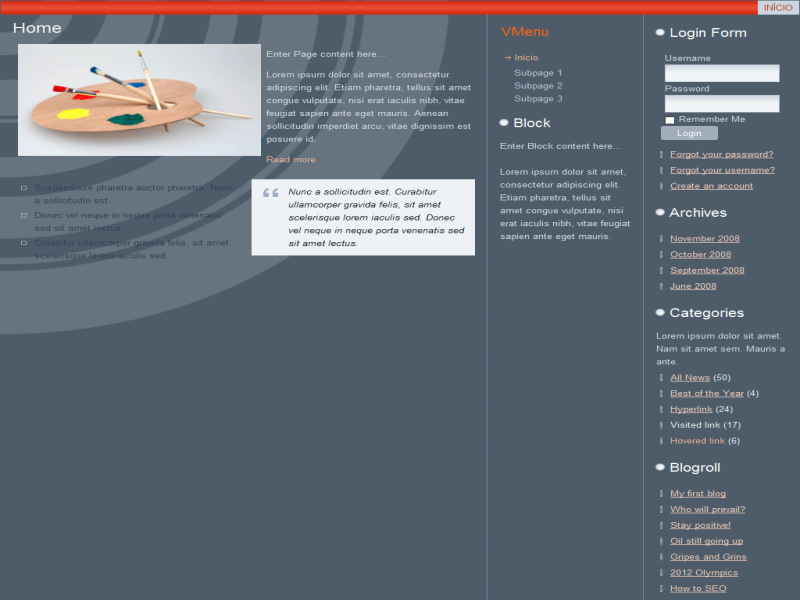 INÍCIO
Home
Enter Page content here...
Lorem ipsum dolor sit amet, consectetur
adipiscing elit. Etiam pharetra, tellus sit amet
congue vulputate, nisi erat iaculis nibh, vitae
feugiat sapien ante eget mauris. Aenean
sollicitudin imperdiet arcu, vitae dignissim est
posuere id.
Read more
Suspendisse pharetra auctor pharetra. Nunc
a sollicitudin est.
Donec vel neque in neque porta venenatis
sed sit amet lectus.
Curabitur ullamcorper gravida felis, sit amet
scelerisque lorem iaculis sed.
Nunc a sollicitudin est. Curabitur
ullamcorper gravida felis, sit amet
scelerisque lorem iaculis sed. Donec
vel neque in neque porta venenatis sed
sit amet lectus.
VMenu
Início
Subpage 1
Subpage 2
Subpage 3
Block
Enter Block content here...
Lorem ipsum dolor sit amet,
consectetur adipiscing elit.
Etiam pharetra, tellus sit
amet congue vulputate, nisi
erat iaculis nibh, vitae feugiat
sapien ante eget mauris.
Login Form
Username
Password
Remember Me
Login
Forgot your password?
Forgot your username?
Create an account
Archives
November 2008
October 2008
September 2008
June 2008
Categories
Lorem ipsum dolor sit amet.
Nam sit amet sem. Mauris a
ante.
All News (50)
Best of the Year (4)
Hyperlink (24)
Visited link (17)
Hovered link (6)
Blogroll
My first blog
Who will prevail?
Stay positive!
Oil still going up
Gripes and Grins
2012 Olympics
How to SEO